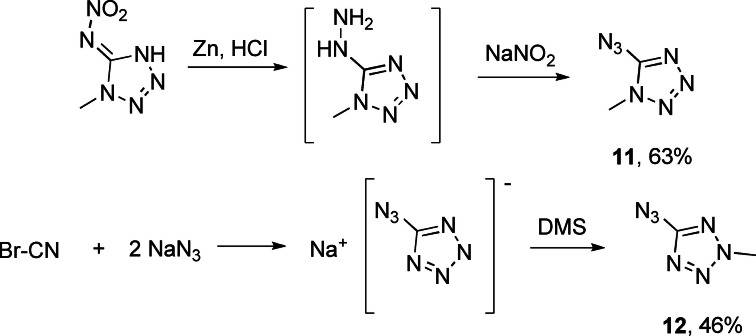 NO₂
N
N
NH
N
N=N
Zn, HCl
NH₂
HN
N
N
N–N
NaNO₂
N₃
N
N
N–N
11, 63%
Br-CN + 2 NaN₃
Na⁺
N₃
N
N
N=N
-
DMS
N₃
N
N
N–N
12, 46%